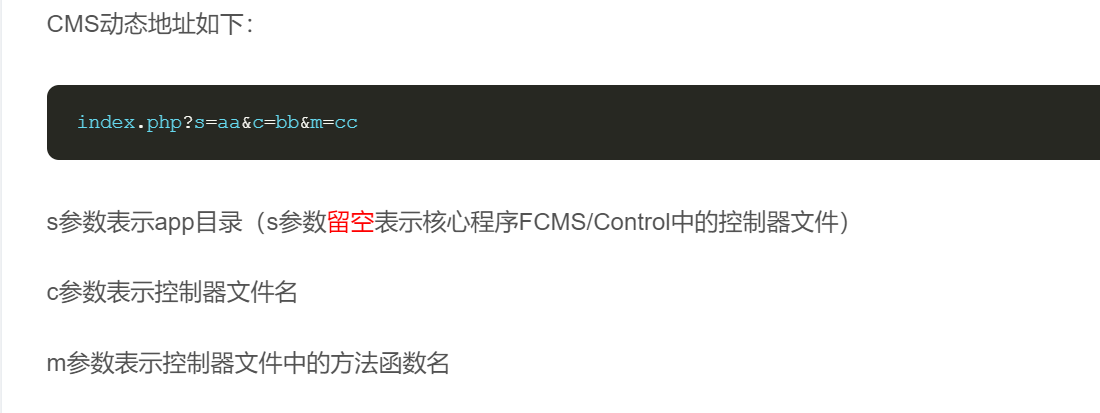 CMS动态地址如下：
index.php?s=aa&c=bb&m=cc
s参数表示app目录（s参数留空表示核心程序FCMS/Control中的控制器文件）
c参数表示控制器文件名
m参数表示控制器文件中的方法函数名